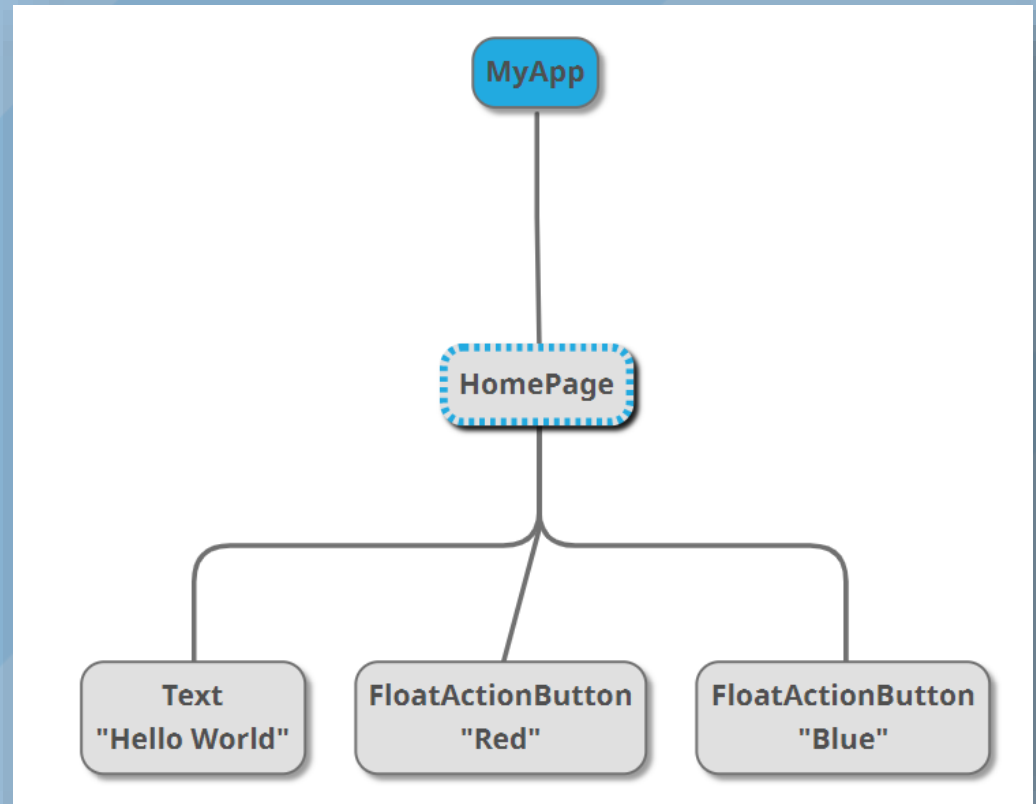 MyApp
HomePage
Text
"Hello World"
FloatActionButton
"Red"
FloatActionButton
"Blue"